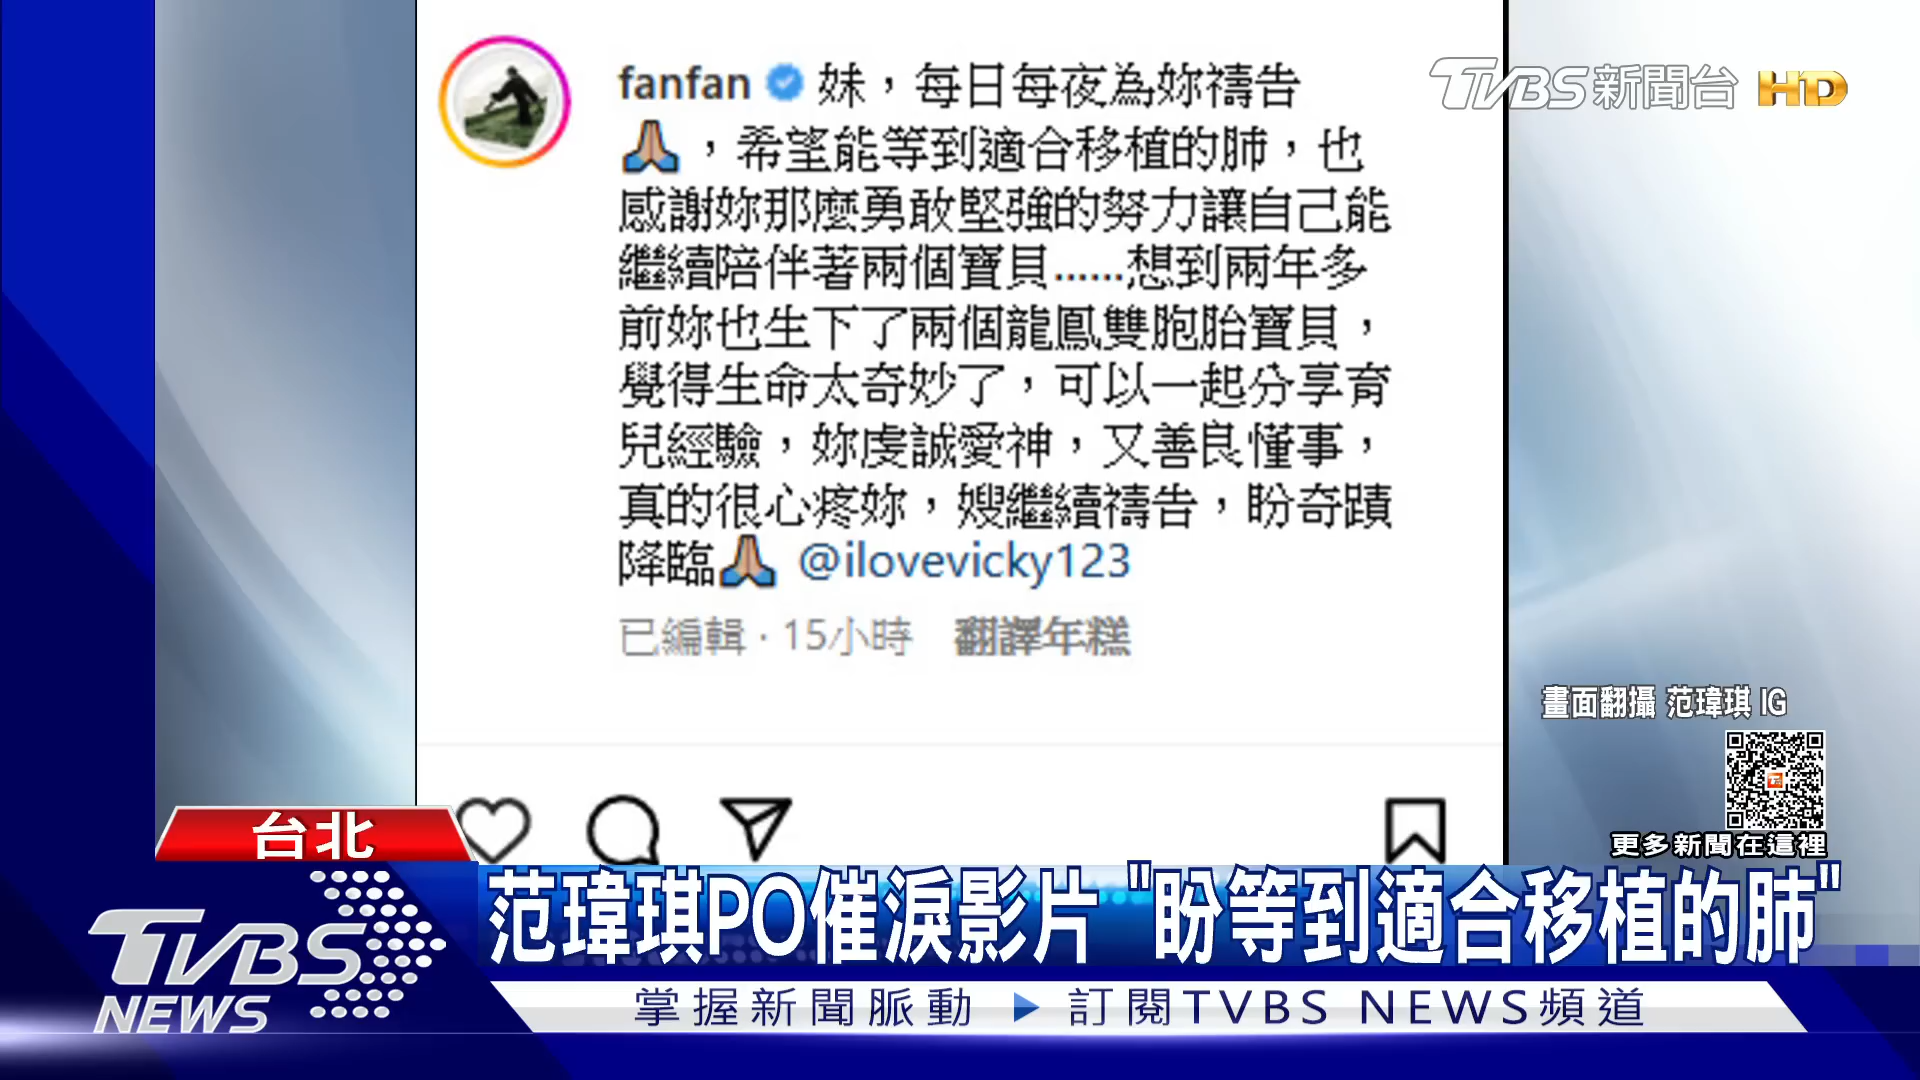 fanfan 妹，每日每夜為妳禱告
🙏🏽，希望能等到適合移植的肺，也
感謝妳那麼勇敢堅強的努力讓自己能
繼續陪伴著兩個寶貝……想到兩年多
前妳也生下了兩個龍鳳雙胞胎寶貝，
覺得生命太奇妙了，可以一起分享育
兒經驗，妳虔誠愛神，又善良懂事，
真的很心疼妳，嫂繼續禱告，盼奇蹟
降臨🙏🏽 @ilovevicky123
已編輯·15小時 翻譯年糕
TVBS新聞台 HD
畫面翻攝 范瑋琪 IG
更多新聞在這裡
台北
范瑋琪PO催淚影片 "盼等到適合移植的肺"
TVBS NEWS
掌握新聞脈動 ▶ 訂閱TVBS NEWS頻道